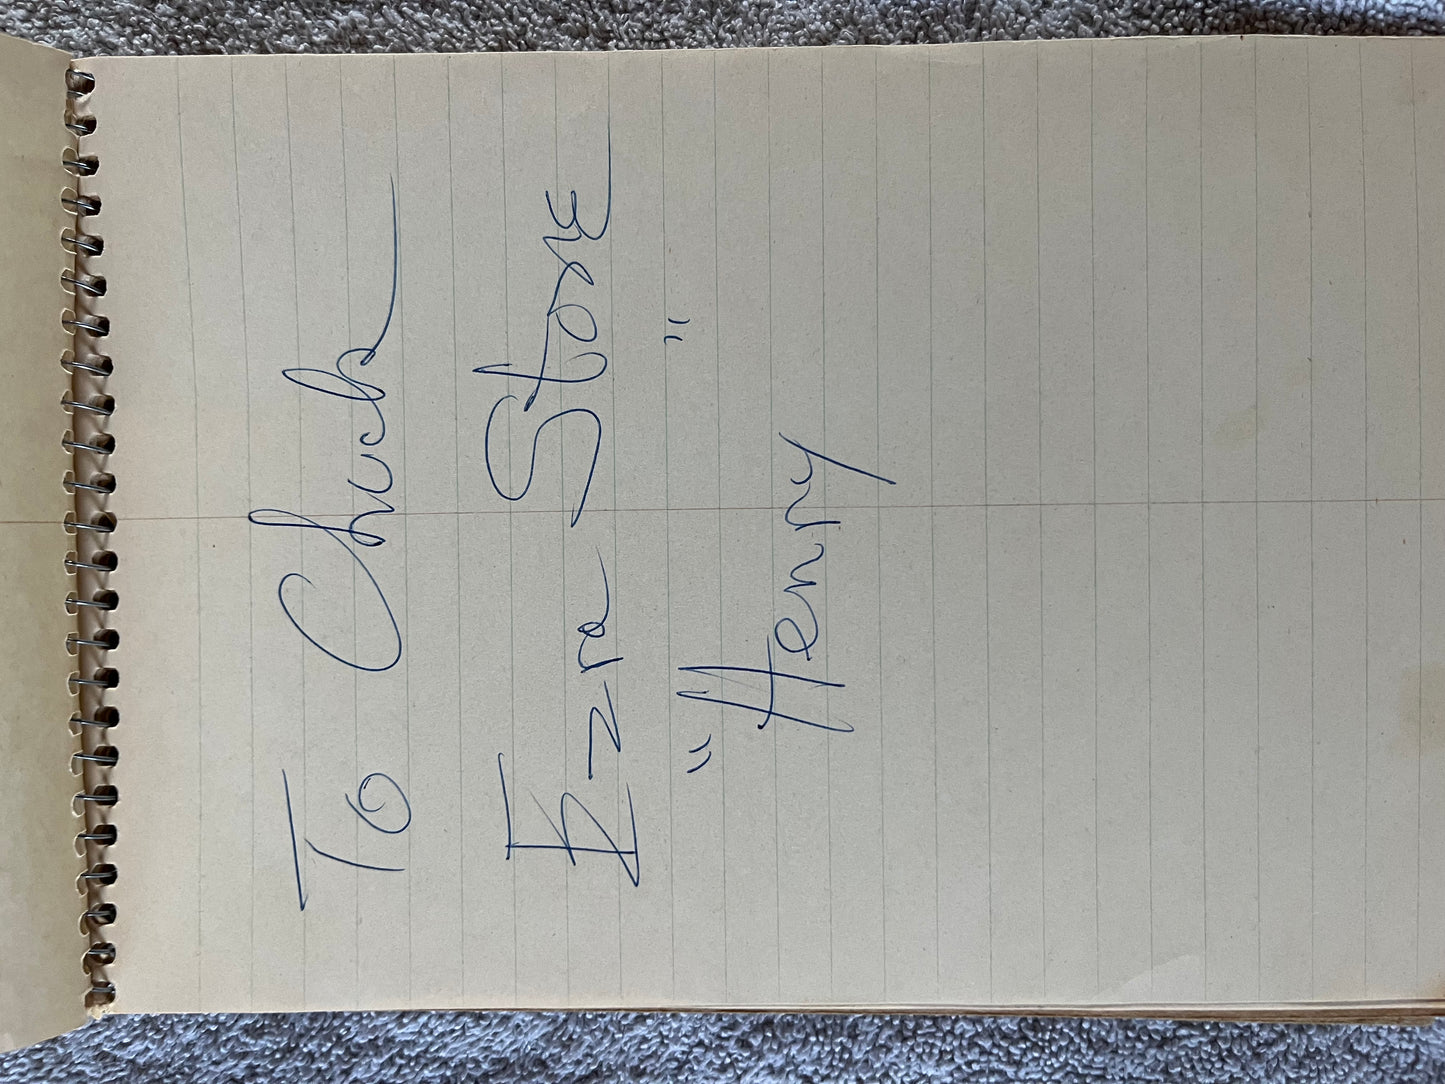 To Chuck
Ezra Stone
"Henry"